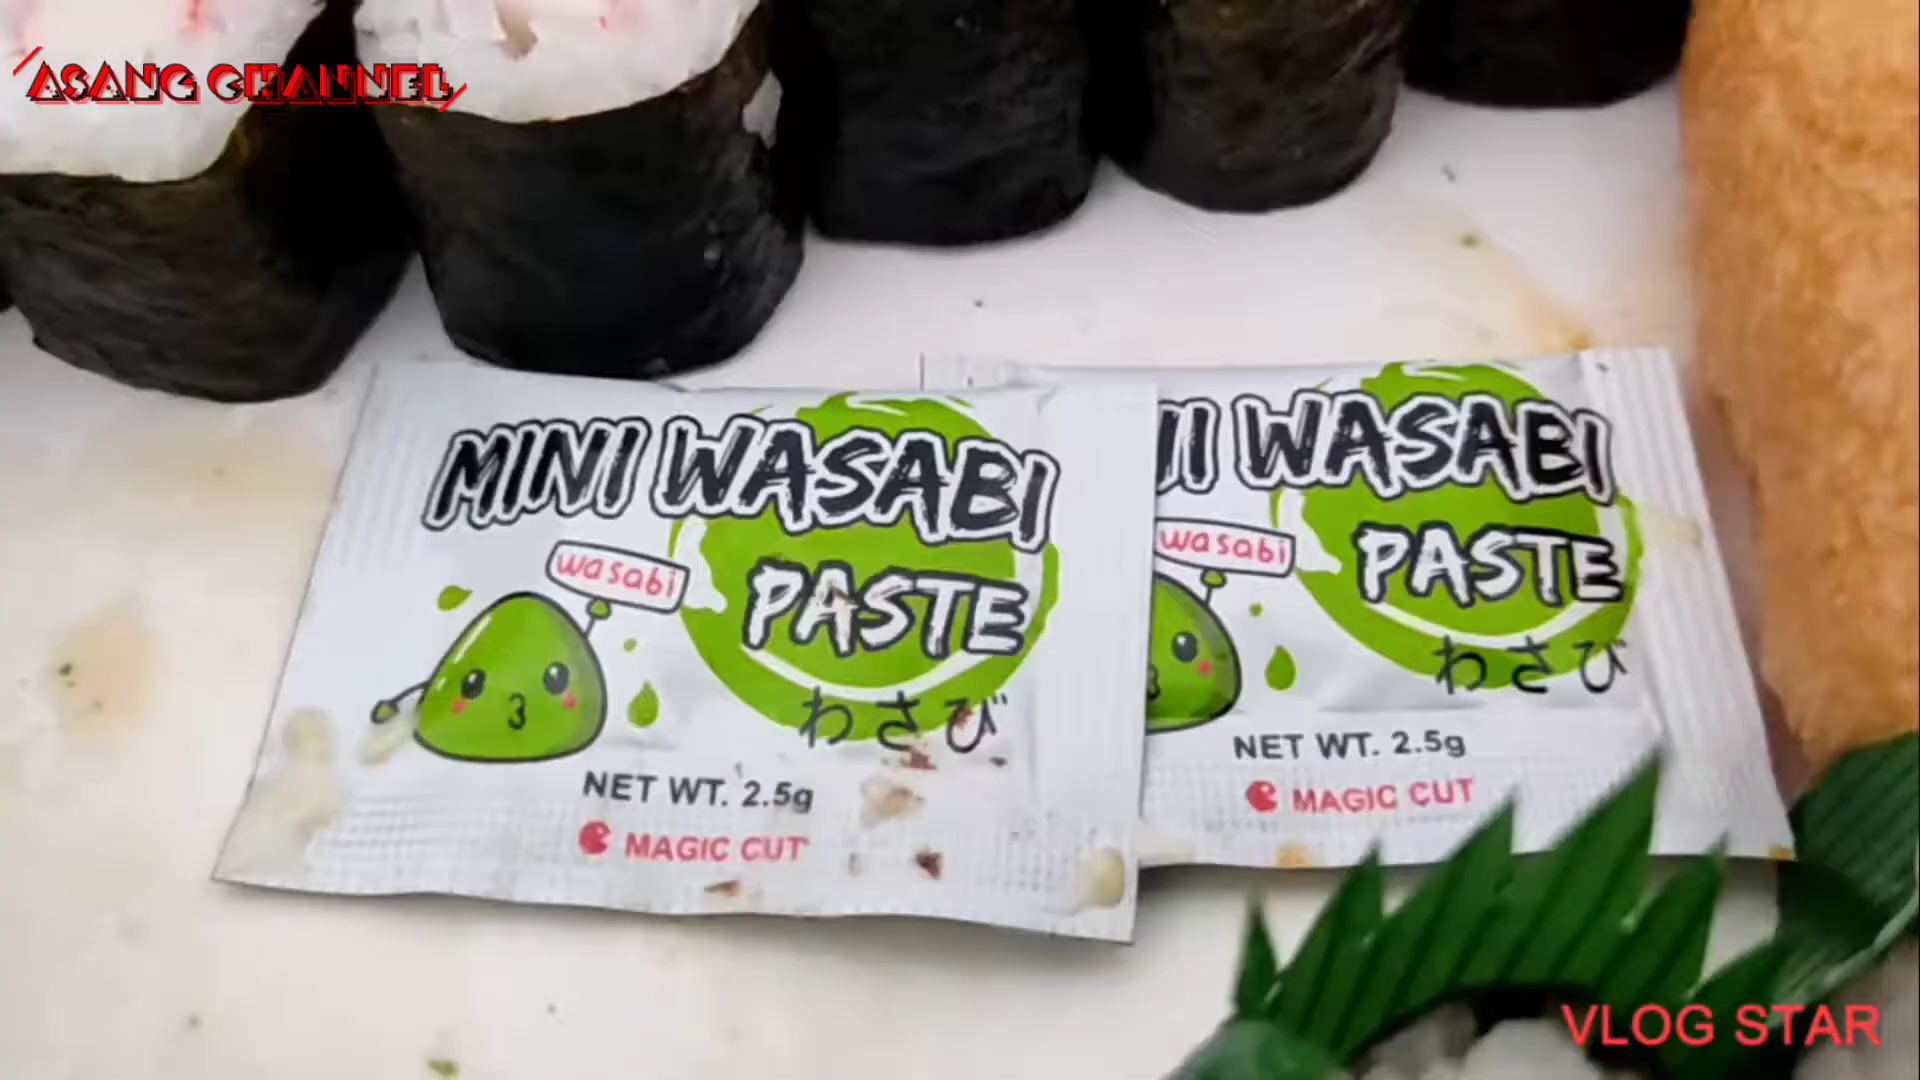 ASANG CHANNEL
MINI WASABI
PASTE
wasabi
わさび
NET WT. 2.5g
MAGIC CUT
II WASABI
PASTE
wasabi
わさび
NET WT. 2.5g
MAGIC CUT
VLOG STAR